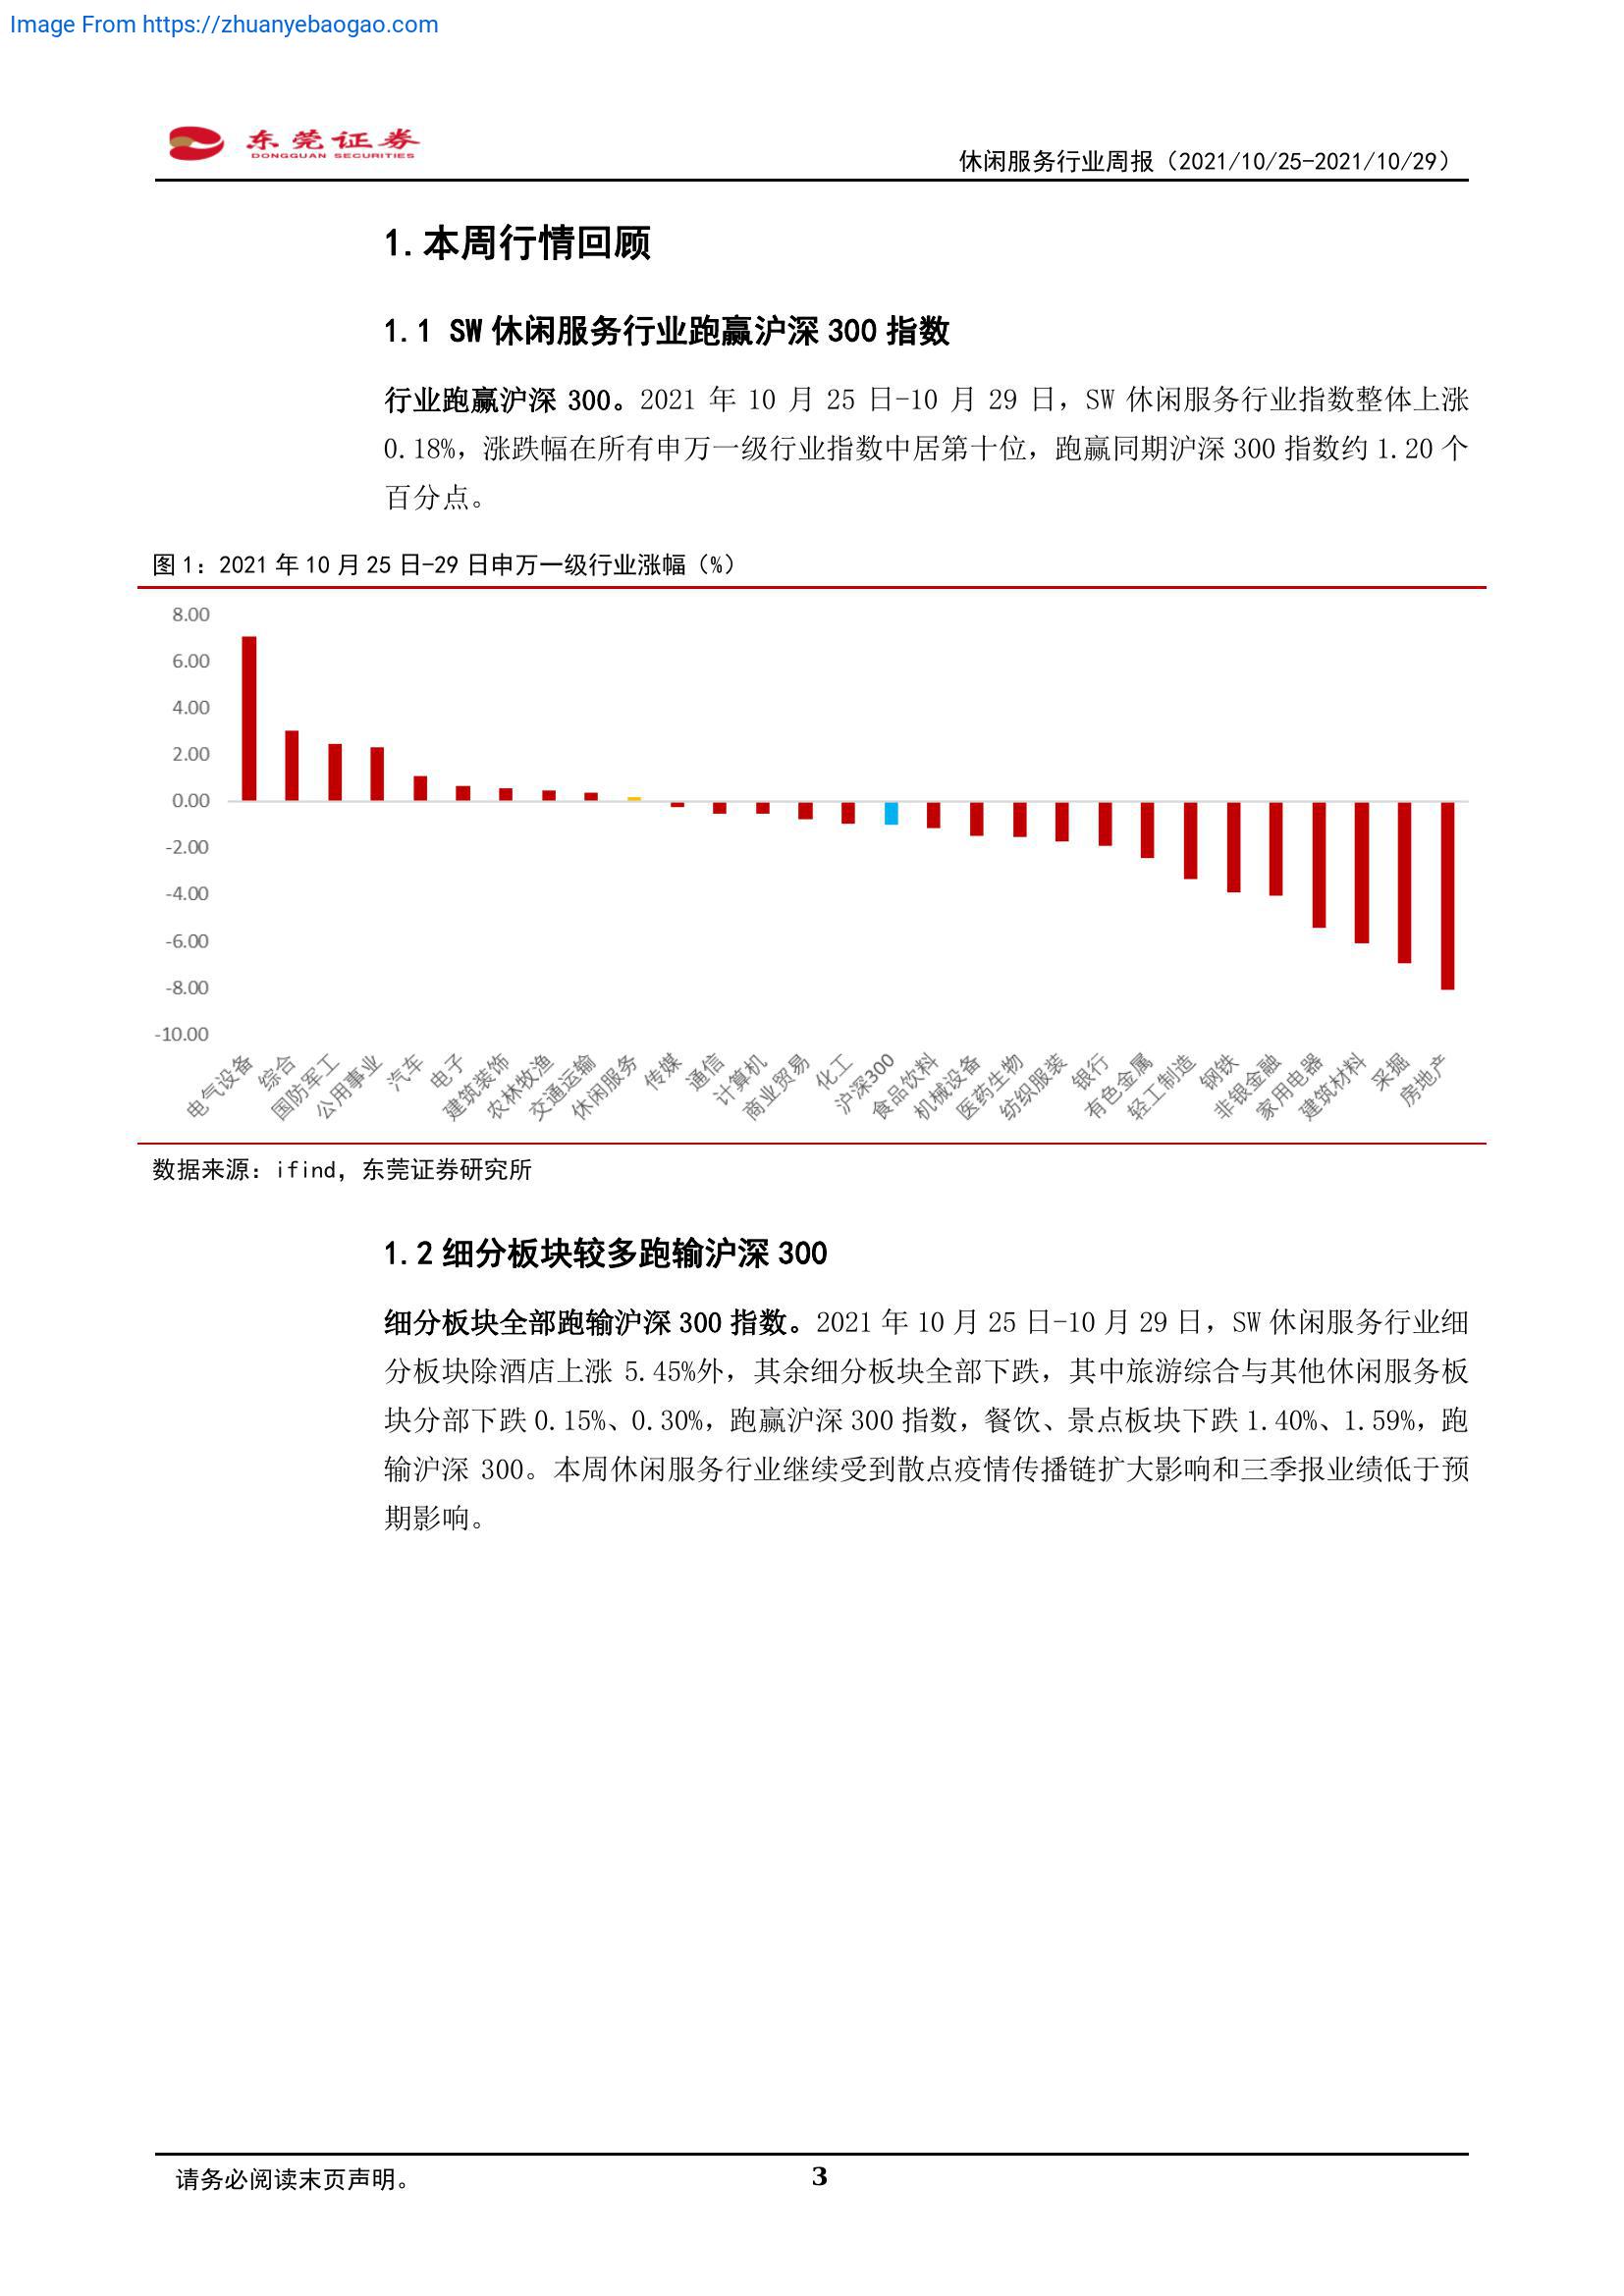 Image From https://zhuanyebaogao.com
东莞证券
DONGGUAN SECURITIES
休闲服务行业周报（2021/10/25-2021/10/29）
1.本周行情回顾
1.1 SW 休闲服务行业跑赢沪深 300 指数
行业跑赢沪深 300。2021 年 10 月 25 日-10 月 29 日，SW 休闲服务行业指数整体上涨
0.18%，涨跌幅在所有申万一级行业指数中居第十位，跑赢同期沪深 300 指数约 1.20 个
百分点。
图 1：2021 年 10 月 25 日-29 日申万一级行业涨幅（%）
8.00
6.00
4.00
2.00
0.00
-2.00
-4.00
-6.00
-8.00
-10.00
电气设备
综合
国防军工
公用事业
汽车
电子
建筑装饰
农林牧渔
交通运输
休闲服务
传媒
通信
计算机
商业贸易
化工
沪深300
食品饮料
机械设备
医药生物
纺织服装
银行
有色金属
轻工制造
钢铁
非银金融
家用电器
建筑材料
采掘
房地产
数据来源：ifind，东莞证券研究所
1.2 细分板块较多跑输沪深 300
细分板块全部跑输沪深 300 指数。2021 年 10 月 25 日-10 月 29 日，SW 休闲服务行业细
分板块除酒店上涨 5.45%外，其余细分板块全部下跌，其中旅游综合与其他休闲服务板
块分部下跌 0.15%、0.30%，跑赢沪深 300 指数，餐饮、景点板块下跌 1.40%、1.59%，跑
输沪深 300。本周休闲服务行业继续受到散点疫情传播链扩大影响和三季报业绩低于预
期影响。
请务必阅读末页声明。
3